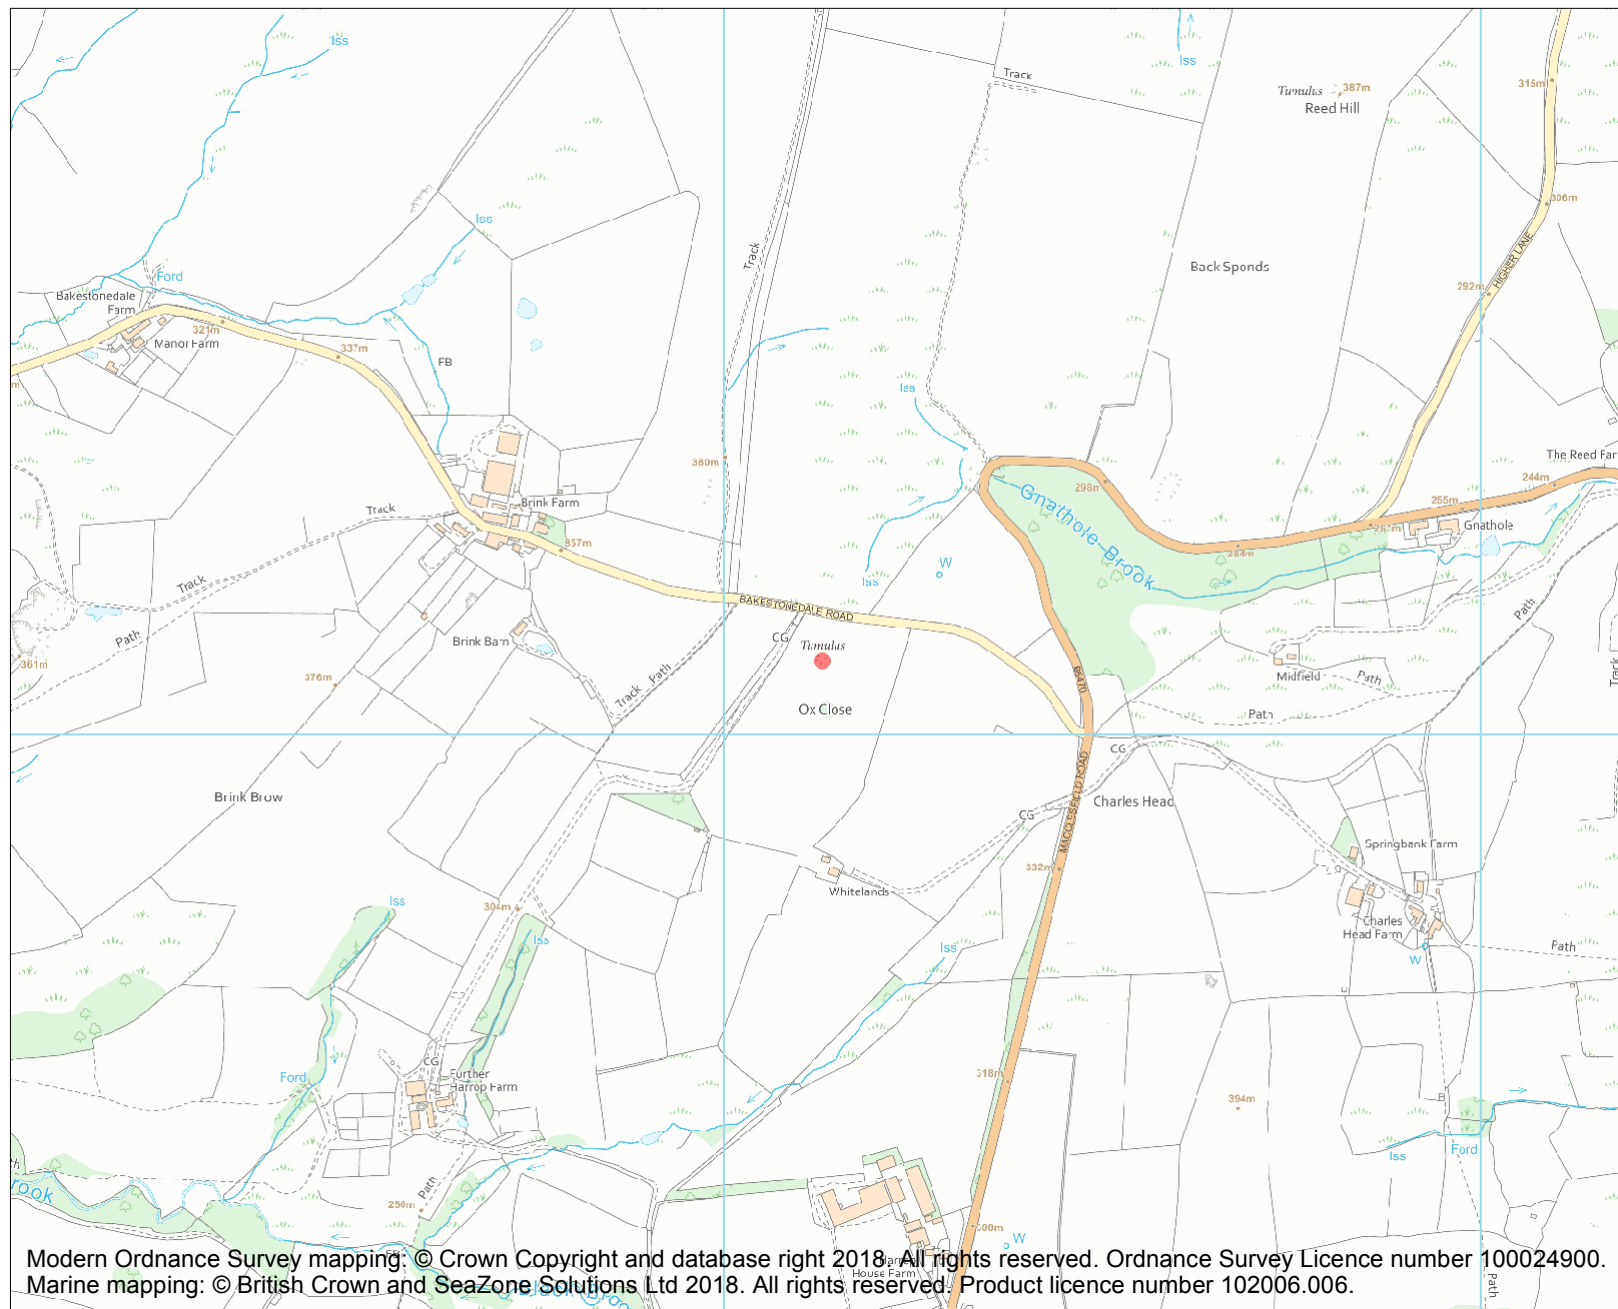 Iss
Iss
Track
Tumulus
387m
Reed Hill
315m
306m
Iss
Track
HIGHER LANE
Back Sponds
Ford
292m
Bakestonedale
Farm
321m
Manor Farm
337m
FB
Iss
380m
The Reed Far
298m
244m
255m
Gnathole Brook
Brink Farm
Track
Gnathole
284m
357m
W
Iss
Track
BAKESTONEDALE ROAD
Path
Path
CG
Brink Barn
Tumulus
361m
376m
Track
Path
B5470
Midfield
Path
Track
Ox Close
Path
CG
MACCLESFIELD ROAD
Brink Brow
Charles Head
CG
Springbank Farm
332m
Whitelands
Iss
304m
Charles
Head Farm
Iss
Iss
Path
W
CG
Further
Harrop Farm
Ford
318m
394m
Ford
Iss
Path
rook
250m
W
Path
Modern Ordnance Survey mapping: © Crown Copyright and database right 2018. All rights reserved. Ordnance Survey Licence number 100024900.
House Farm
Marine mapping: © British Crown and SeaZone Solutions Ltd 2018. All rights reserved. Product licence number 102006.006.